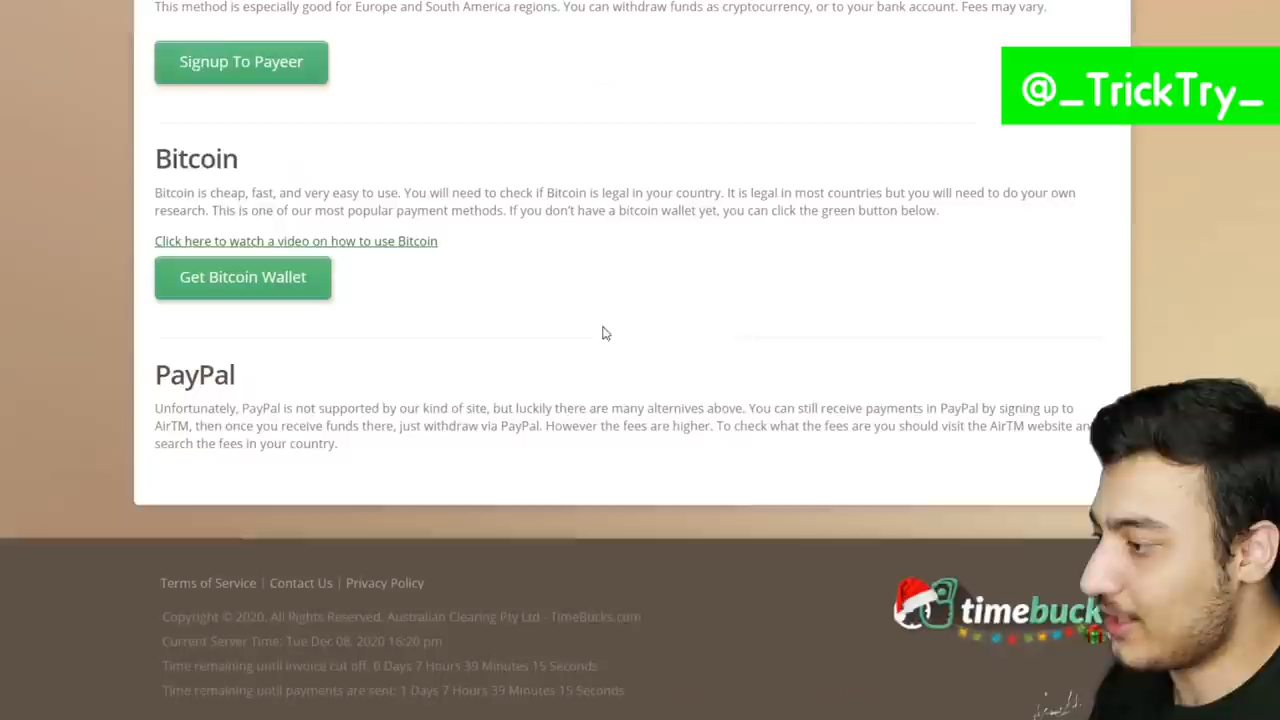 This method is especially good for Europe and South America regions. You can withdraw funds as cryptocurrency, or to your bank account. Fees may vary.
Signup To Payeer
@_TrickTry_
Bitcoin
Bitcoin is cheap, fast, and very easy to use. You will need to check if Bitcoin is legal in your country. It is legal in most countries but you will need to do your own
research. This is one of our most popular payment methods. If you don't have a bitcoin wallet yet, you can click the green button below.
Click here to watch a video on how to use Bitcoin
Get Bitcoin Wallet
PayPal
Unfortunately, PayPal is not supported by our kind of site, but luckily there are many alternives above. You can still receive payments in PayPal by signing up to
AirTM, then once you receive funds there, just withdraw via PayPal. However the fees are higher. To check what the fees are you should visit the AirTM website an
search the fees in your country.
Terms of Service | Contact Us | Privacy Policy
Copyright © 2020. All Rights Reserved. Australian Clearing Pty Ltd - TimeBucks.com
Current Server Time: Tue Dec 08, 2020 16:20 pm
Time remaining until invoice cut off: 0 Days 7 Hours 39 Minutes 15 Seconds
Time remaining until payments are sent: 1 Days 7 Hours 39 Minutes 15 Seconds
timebuck